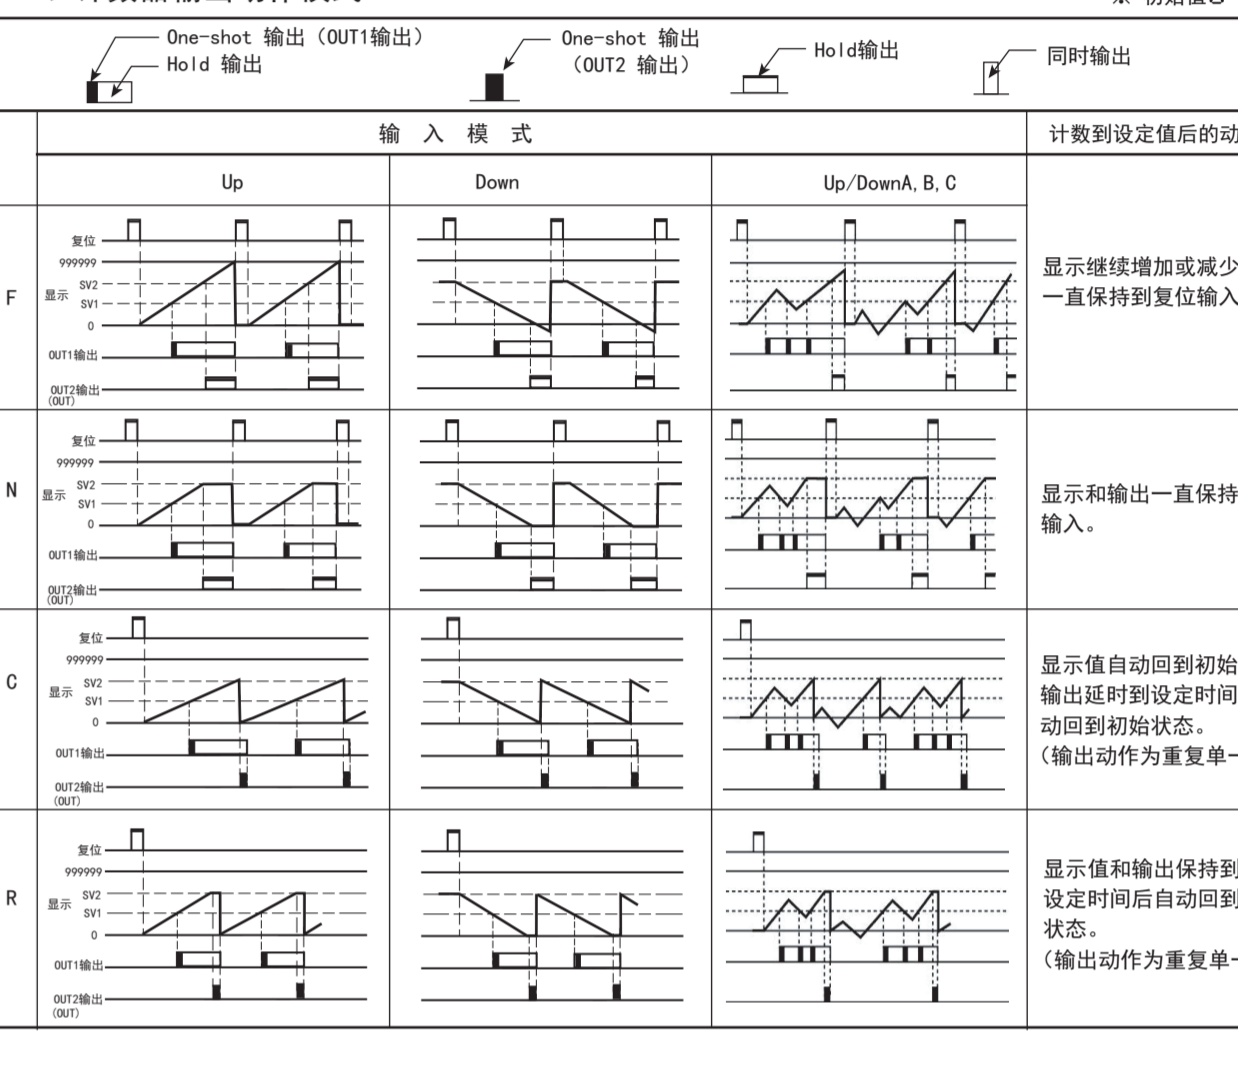 One-shot 输出（OUT1输出）
Hold 输出
One-shot 输出
（OUT2 输出）
Hold输出
同时输出
输 入 模 式
计数到设定值后的动
Up
Down
Up/DownA, B, C
F
复位
999999
SV2
显示
SV1
0
OUT1输出
OUT2输出
(OUT)
显示继续增加或减少
一直保持到复位输入
N
复位
999999
SV2
显示
SV1
0
OUT1输出
OUT2输出
(OUT)
显示和输出一直保持
输入。
C
复位
999999
SV2
显示
SV1
0
OUT1输出
OUT2输出
(OUT)
显示值自动回到初始
输出延时到设定时间
动回到初始状态。
（输出动作为重复单一
R
复位
999999
SV2
显示
SV1
0
OUT1输出
OUT2输出
(OUT)
显示值和输出保持到
设定时间后自动回到
状态。
（输出动作为重复单一